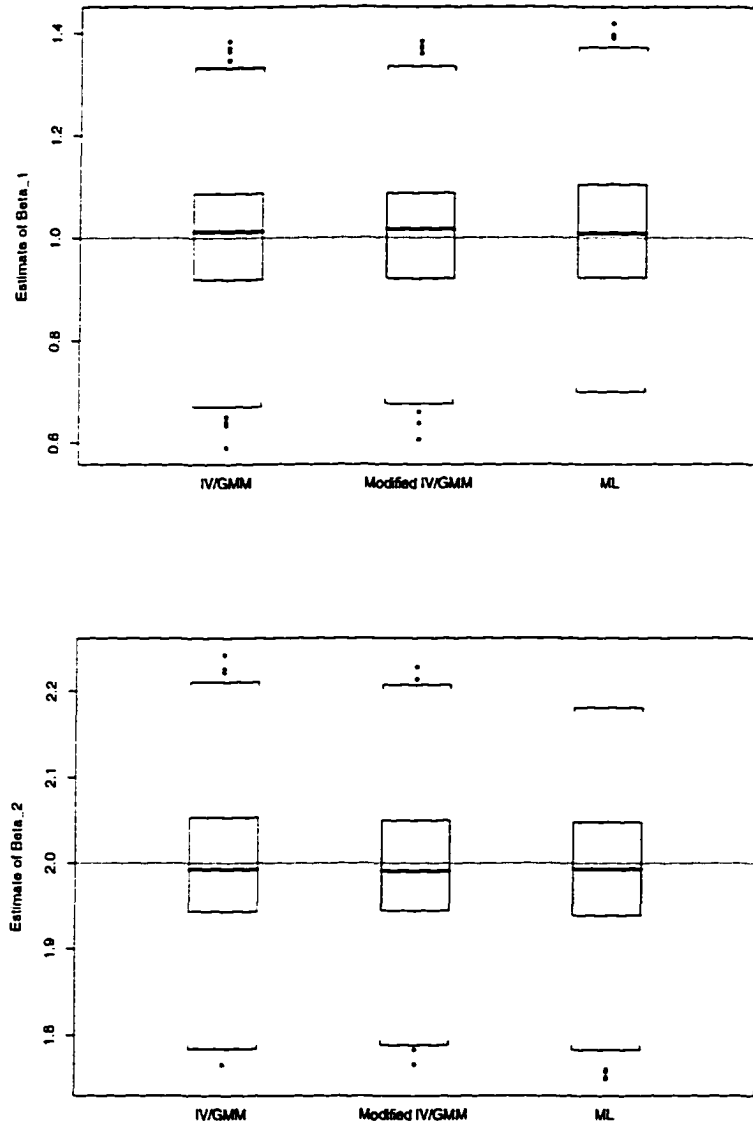 Estimate of Beta_1
1.4
1.2
1.0
0.8
0.6
IV/GMM
Modified IV/GMM
ML
Estimate of Beta_2
2.2
2.1
2.0
1.9
1.8
IV/GMM
Modified IV/GMM
ML